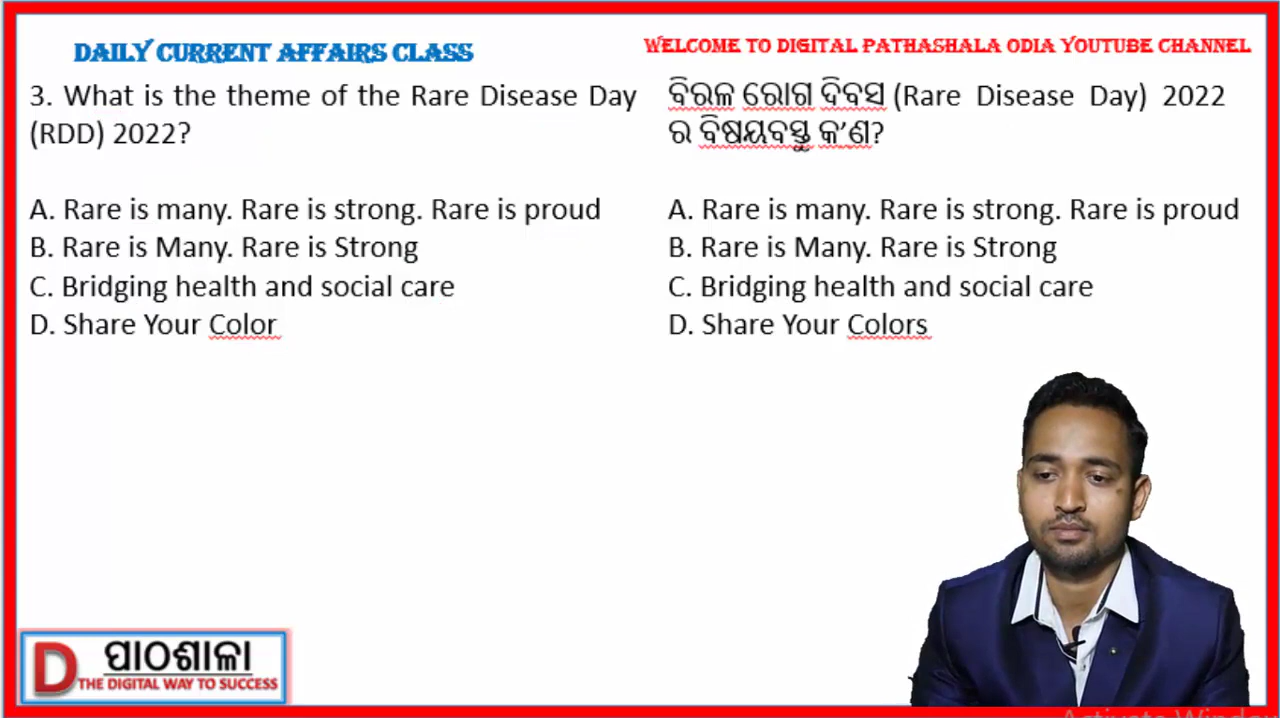 DAILY CURRENT AFFAIRS CLASS
3. What is the theme of the Rare Disease Day
(RDD) 2022?
A. Rare is many. Rare is strong. Rare is proud
B. Rare is Many. Rare is Strong
C. Bridging health and social care
D. Share Your Color
WELCOME TO DIGITAL PATHASHALA ODIA YOUTUBE CHANNEL
ବିରଳ ରୋଗ ଦିବସ (Rare Disease Day) 2022
ର ବିଷୟବସ୍ତୁ କ'ଣ?
A. Rare is many. Rare is strong. Rare is proud
B. Rare is Many. Rare is Strong
C. Bridging health and social care
D. Share Your Colors
D ପାଠଶାଳା
THE DIGITAL WAY TO SUCCESS